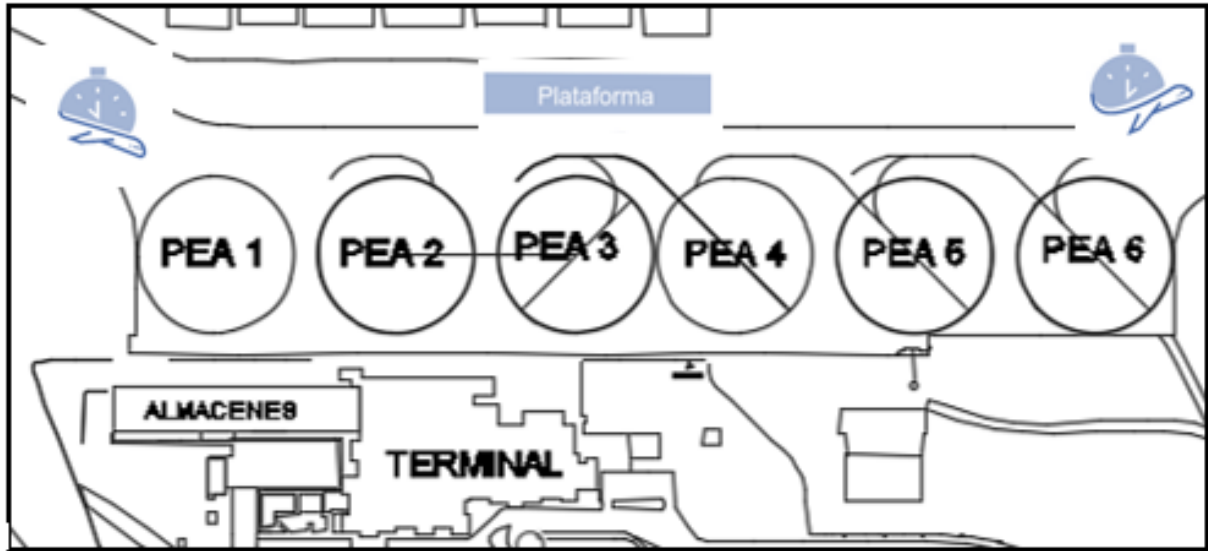 Plataforma
PEA 1
PEA 2
PEA 3
PEA 4
PEA 5
PEA 6
ALMACENES
TERMINAL